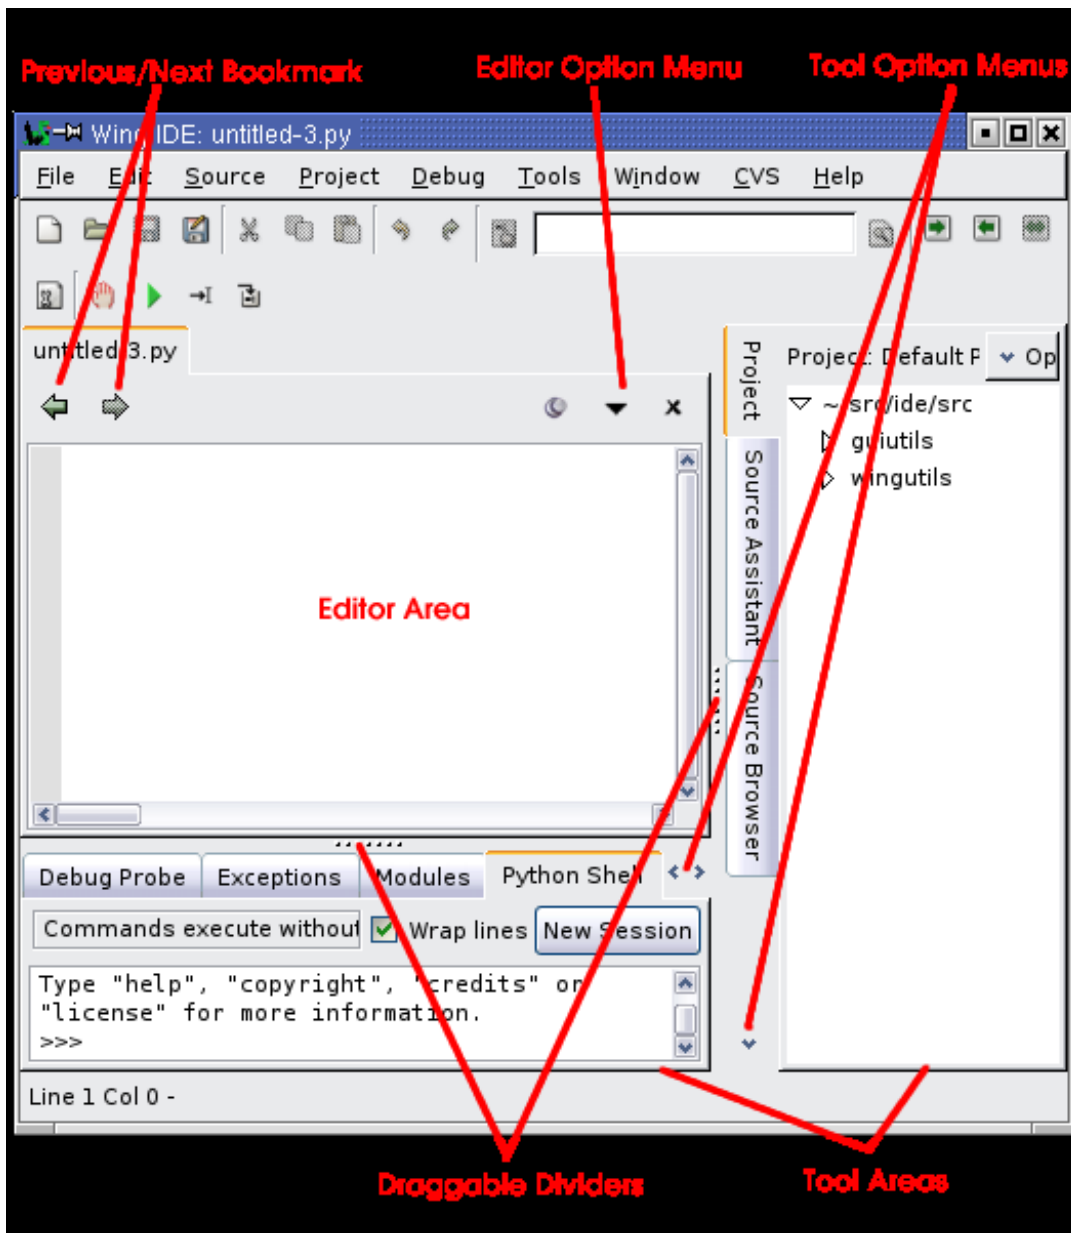 Previous/Next Bookmark Editor Option Menu Tool Option Menus
Wing IDE: untitled-3.py
File Edit Source Project Debug Tools Window CVS Help
untitled-3.py
Project
Project: Default P Op
~ src/ide/src
guiutils
wingutils
Source Assistant
Editor Area
Source Browser
Debug Probe Exceptions Modules Python Shell
Commands execute without Wrap lines New Session
Type "help", "copyright", "credits" or
"license" for more information.
>>>
Line 1 Col 0 -
Draggable Dividers Tool Areas